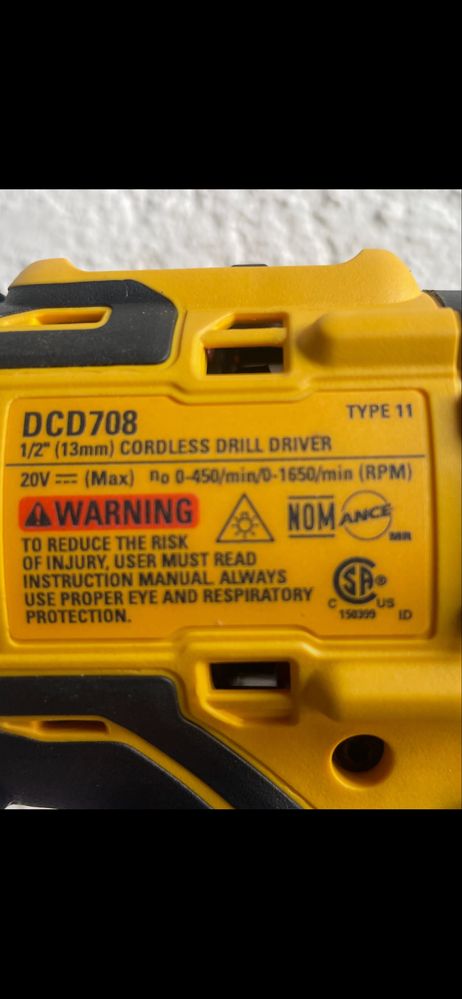 DCD708
TYPE 11
1/2" (13mm) CORDLESS DRILL DRIVER
20V ⎓ (Max) no 0-450/min/0-1650/min (RPM)
WARNING
NOM
ANCE
MR
TO REDUCE THE RISK
OF INJURY, USER MUST READ
INSTRUCTION MANUAL. ALWAYS
USE PROPER EYE AND RESPIRATORY
PROTECTION.
SA®
C US
150399 ID